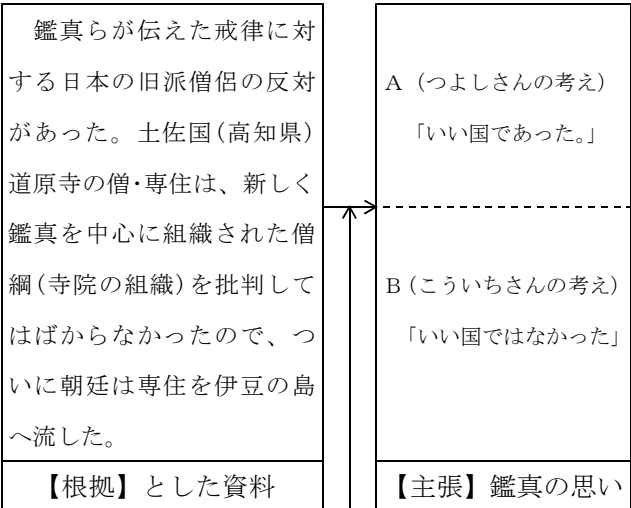 鑑真らが伝えた戒律に対
する日本の旧派僧侶の反対
があった。土佐国(高知県)
道原寺の僧・専住は、新しく
鑑真を中心に組織された僧
綱(寺院の組織)を批判して
はばからなかったので、つ
いに朝廷は専住を伊豆の島
へ流した。
【根拠】とした資料
A (つよしさんの考え)
「いい国であった。」
B (こういちさんの考え)
「いい国ではなかった」
【主張】鑑真の思い